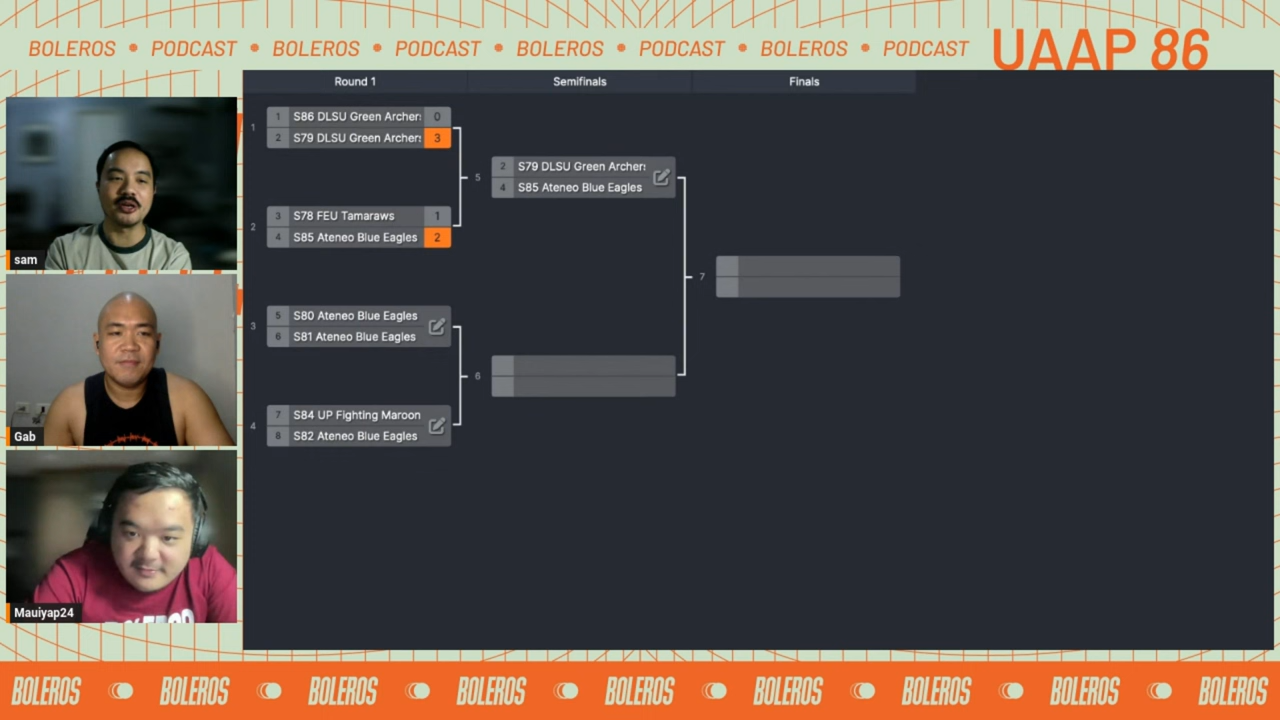 BOLEROS • PODCAST • BOLEROS • PODCAST • BOLEROS • PODCAST • BOLEROS • PODCAST
UAAP 86
Round 1
Semifinals
Finals
1
1 S86 DLSU Green Archer 0
2 S79 DLSU Green Archer 3
2
3 S78 FEU Tamaraws 1
4 S85 Ateneo Blue Eagles 2
3
5 S80 Ateneo Blue Eagles
6 S81 Ateneo Blue Eagles
4
7 S84 UP Fighting Maroon
8 S82 Ateneo Blue Eagles
5
2 S79 DLSU Green Archer
4 S85 Ateneo Blue Eagles
6
7
sam
Gab
Mauiyap24
BOLEROS BOLEROS BOLEROS BOLEROS BOLEROS BOLEROS BOLEROS BOLEROS BOLEROS